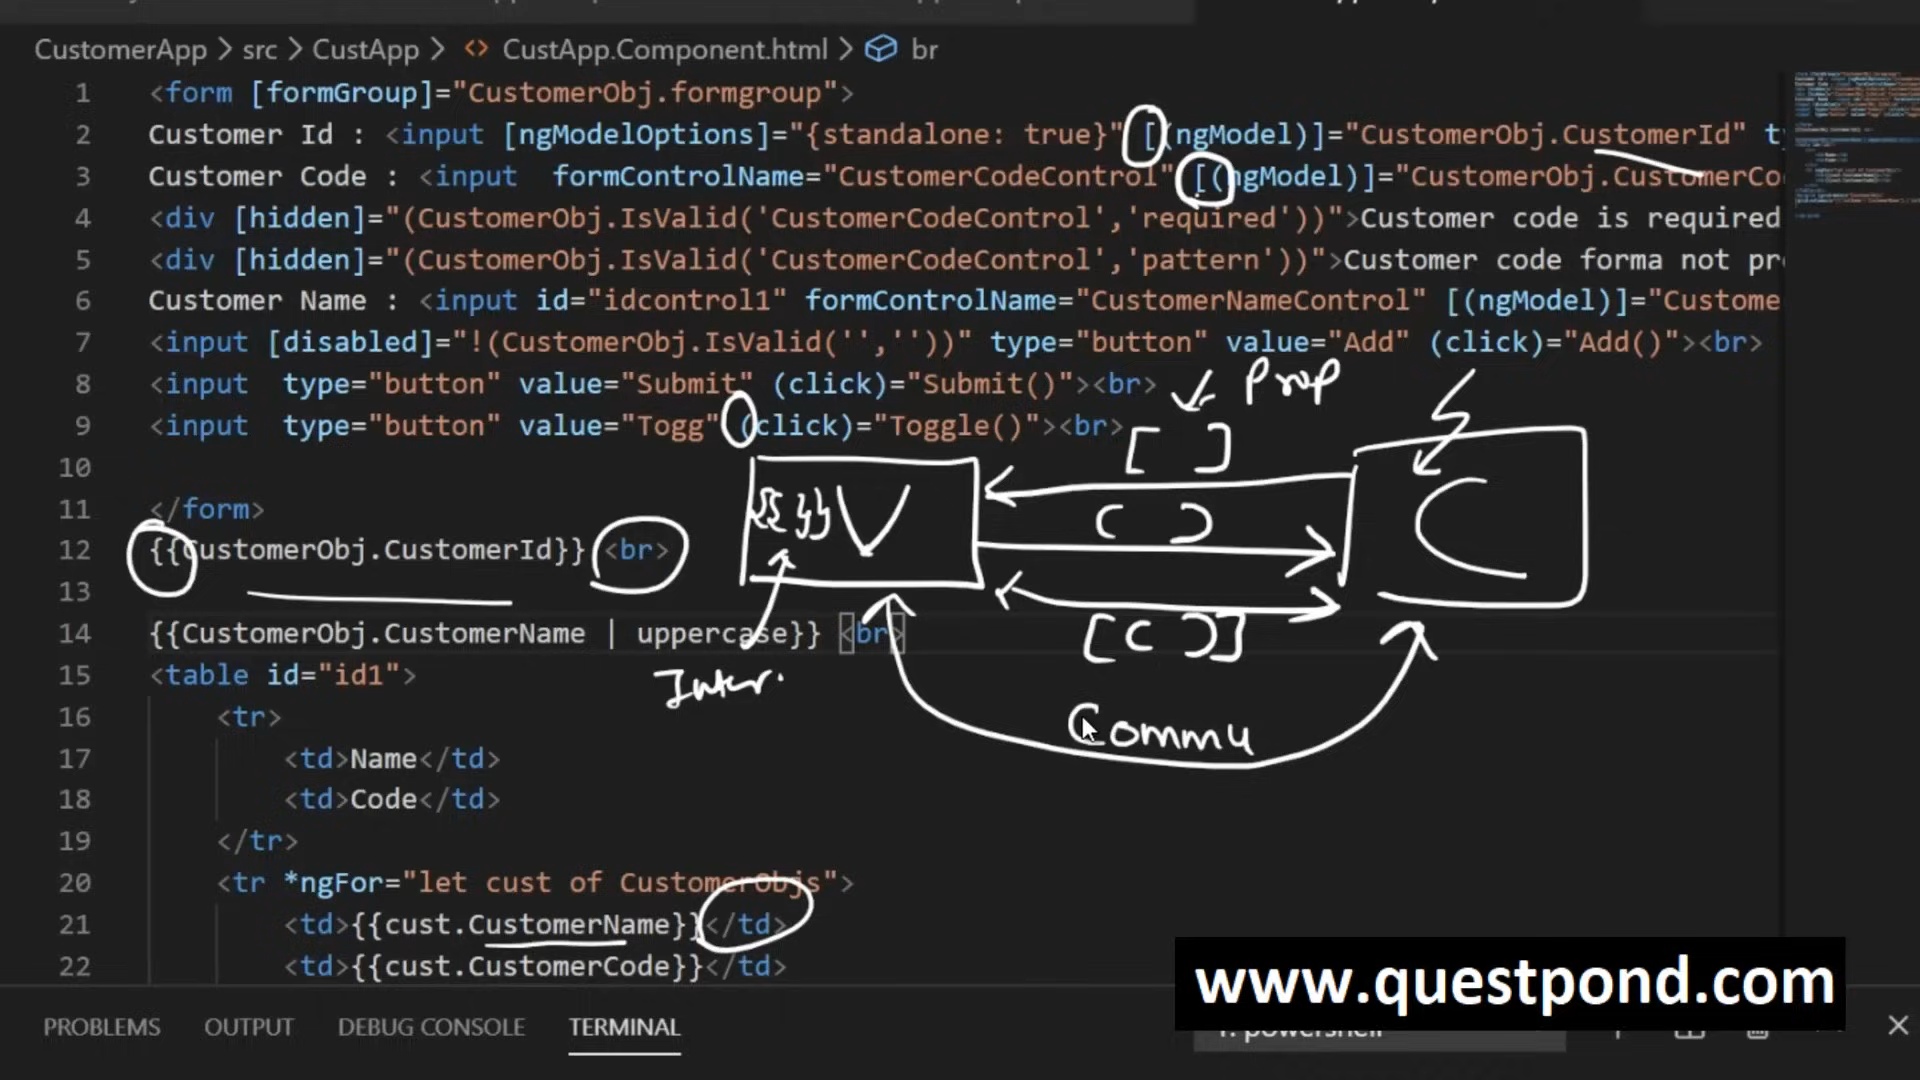 CustomerApp > src > CustApp > <> CustApp.Component.html > br
1 <form [formGroup]="CustomerObj.formgroup">
2 Customer Id : <input [ngModelOptions]="{standalone: true}" [(ngModel)]="CustomerObj.CustomerId" ty
3 Customer Code : <input formControlName="CustomerCodeControl" [(ngModel)]="CustomerObj.CustomerCo
4 <div [hidden]="(CustomerObj.IsValid('CustomerCodeControl','required'))">Customer code is required
5 <div [hidden]="(CustomerObj.IsValid('CustomerCodeControl','pattern'))">Customer code forma not pr
6 Customer Name : <input id="idcontrol1" formControlName="CustomerNameControl" [(ngModel)]="Custome
7 <input [disabled]="!(CustomerObj.IsValid('',''))" type="button" value="Add" (click)="Add()"><br>
8 <input type="button" value="Submit" (click)="Submit()"><br>
Prop
9 <input type="button" value="Togg" (click)="Toggle()"><br>
[ ]
10
{{ }} V
( )
C
11 </form>
12 {{CustomerObj.CustomerId}} <br>
13
14 {{CustomerObj.CustomerName | uppercase}} <br>
[( )]
15 <table id="id1">
Inter.
16 <tr>
Commu
17 <td>Name</td>
18 <td>Code</td>
19 </tr>
20 <tr *ngFor="let cust of CustomerObjs">
21 <td>{{cust.CustomerName}}</td>
22 <td>{{cust.CustomerCode}}</td>
www.questpond.com
PROBLEMS OUTPUT DEBUG CONSOLE TERMINAL 1: powershell